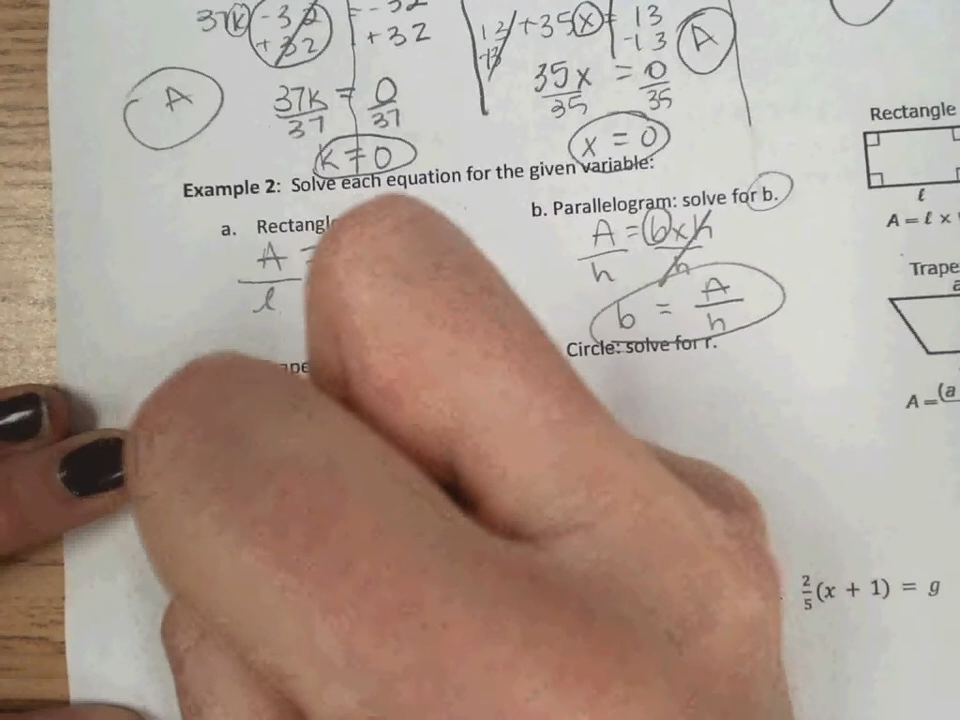 37k - 32 = -32
+32 +32
37k = 0
37 37
k = 0
A
13 + 35x = 13
-13 -13
35x = 0
35 35
x = 0
A
Example 2: Solve each equation for the given variable:
a. Rectangl
A =
l
b. Parallelogram: solve for b.
A = b x h
h h
b = A
h
Circle: solve for r.
Rectangle
ℓ
A = ℓ ×
Trape
a
A = (a
2/5 (x + 1) = g